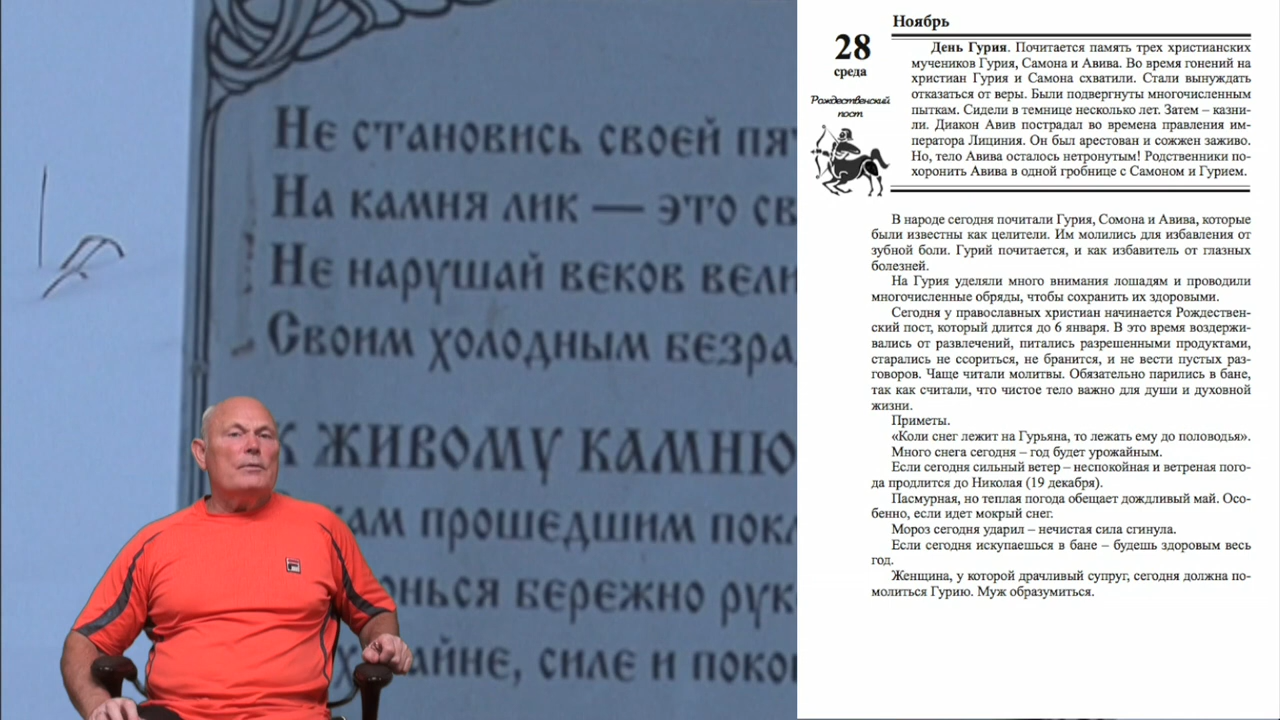 Не становись своей
На камня лик — это
Не нарушай веков
Своим холодным
живому камню
прошедшим
бережно
силе и
FILA
Ноябрь
28
среда
Рождественский
пост
День Гурия. Почитается память трех христианских
мучеников Гурия, Самона и Авива. Во время гонений на
христиан Гурия и Самона схватили. Стали вынуждать
отказаться от веры. Были подвергнуты многочисленным
пыткам. Сидели в темнице несколько лет. Затем – казни-
ли. Диакон Авив пострадал во времена правления им-
ператора Лициния. Он был арестован и сожжен заживо.
Но, тело Авива осталось нетронутым! Родственники по-
хоронить Авива в одной гробнице с Самоном и Гурием.
В народе сегодня почитали Гурия, Сомона и Авива, которые
были известны как целители. Им молились для избавления от
зубной боли. Гурий почитается, и как избавитель от глазных
болезней.
На Гурия уделяли много внимания лошадям и проводили
многочисленные обряды, чтобы сохранить их здоровыми.
Сегодня у православных христиан начинается Рождествен-
ский пост, который длится до 6 января. В это время воздержи-
вались от развлечений, питались разрешенными продуктами,
старались не ссориться, не бранится, и не вести пустых раз-
говоров. Чаще читали молитвы. Обязательно парились в бане,
так как считали, что чистое тело важно для души и духовной
жизни.
Приметы.
«Коли снег лежит на Гурьяна, то лежать ему до половодья».
Много снега сегодня – год будет урожайным.
Если сегодня сильный ветер – неспокойная и ветреная пого-
да продлится до Николая (19 декабря).
Пасмурная, но теплая погода обещает дождливый май. Осо-
бенно, если идет мокрый снег.
Мороз сегодня ударил – нечистая сила сгинула.
Если сегодня искупаешься в бане – будешь здоровым весь
год.
Женщина, у которой драчливый супруг, сегодня должна по-
молиться Гурию. Муж образумиться.